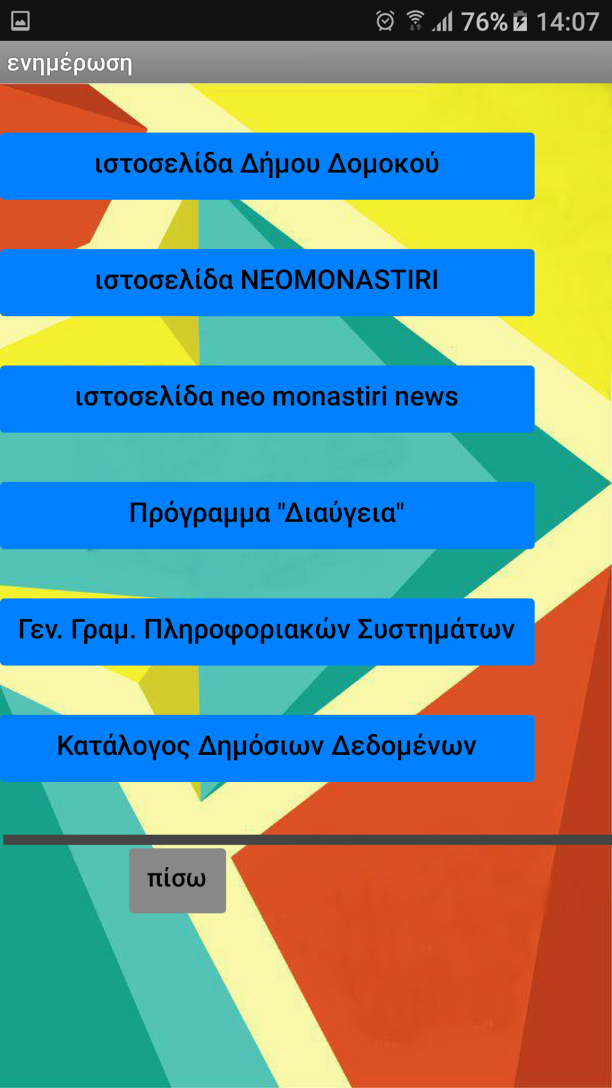 76% 14:07
ενημέρωση
ιστοσελίδα Δήμου Δομοκού
ιστοσελίδα NEOMONASTIRI
ιστοσελίδα neo monastiri news
Πρόγραμμα "Διαύγεια"
Γεν. Γραμ. Πληροφοριακών Συστημάτων
Κατάλογος Δημόσιων Δεδομένων
πίσω